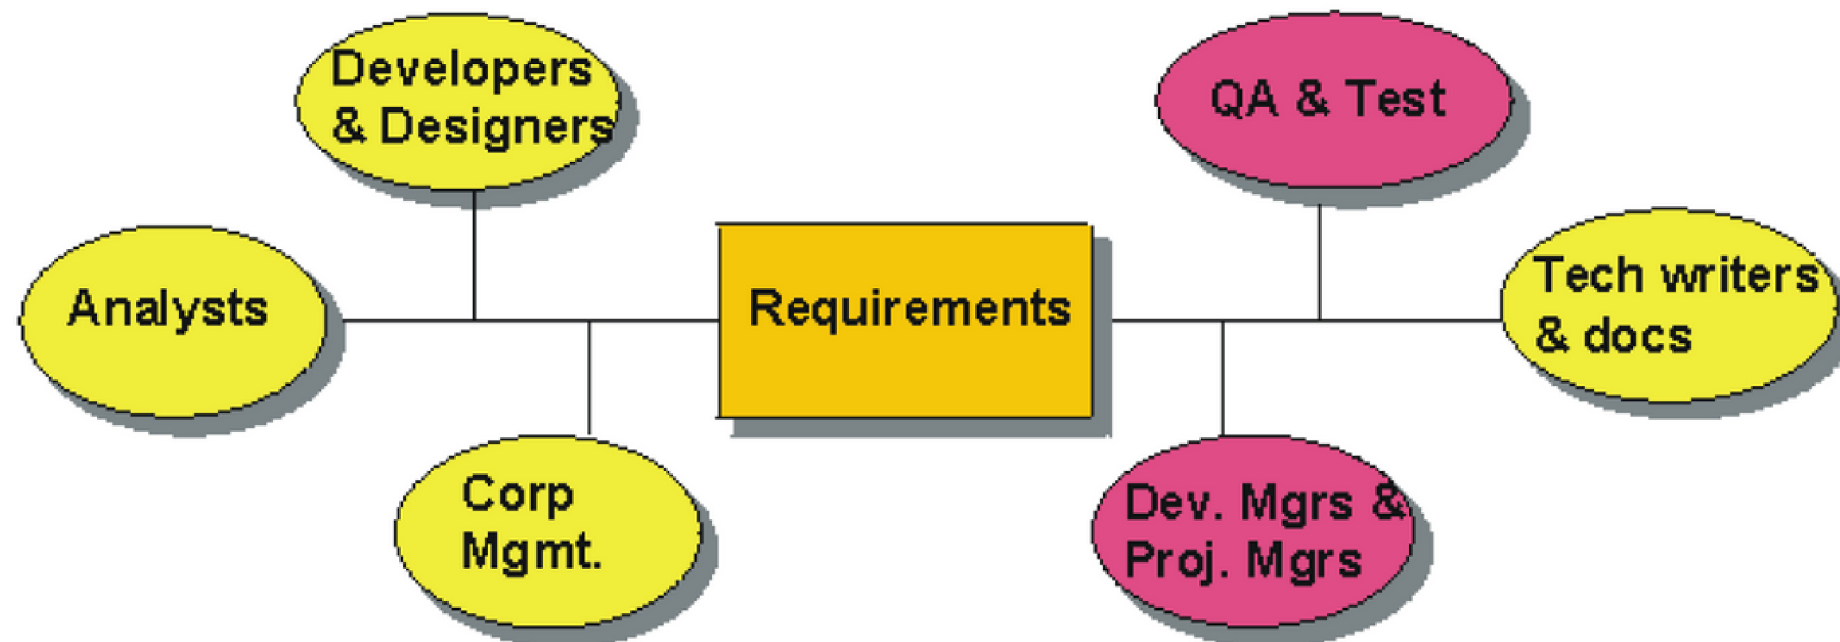 Developers
& Designers
QA & Test
Analysts
Requirements
Tech writers
& docs
Corp
Mgmt.
Dev. Mgrs &
Proj. Mgrs